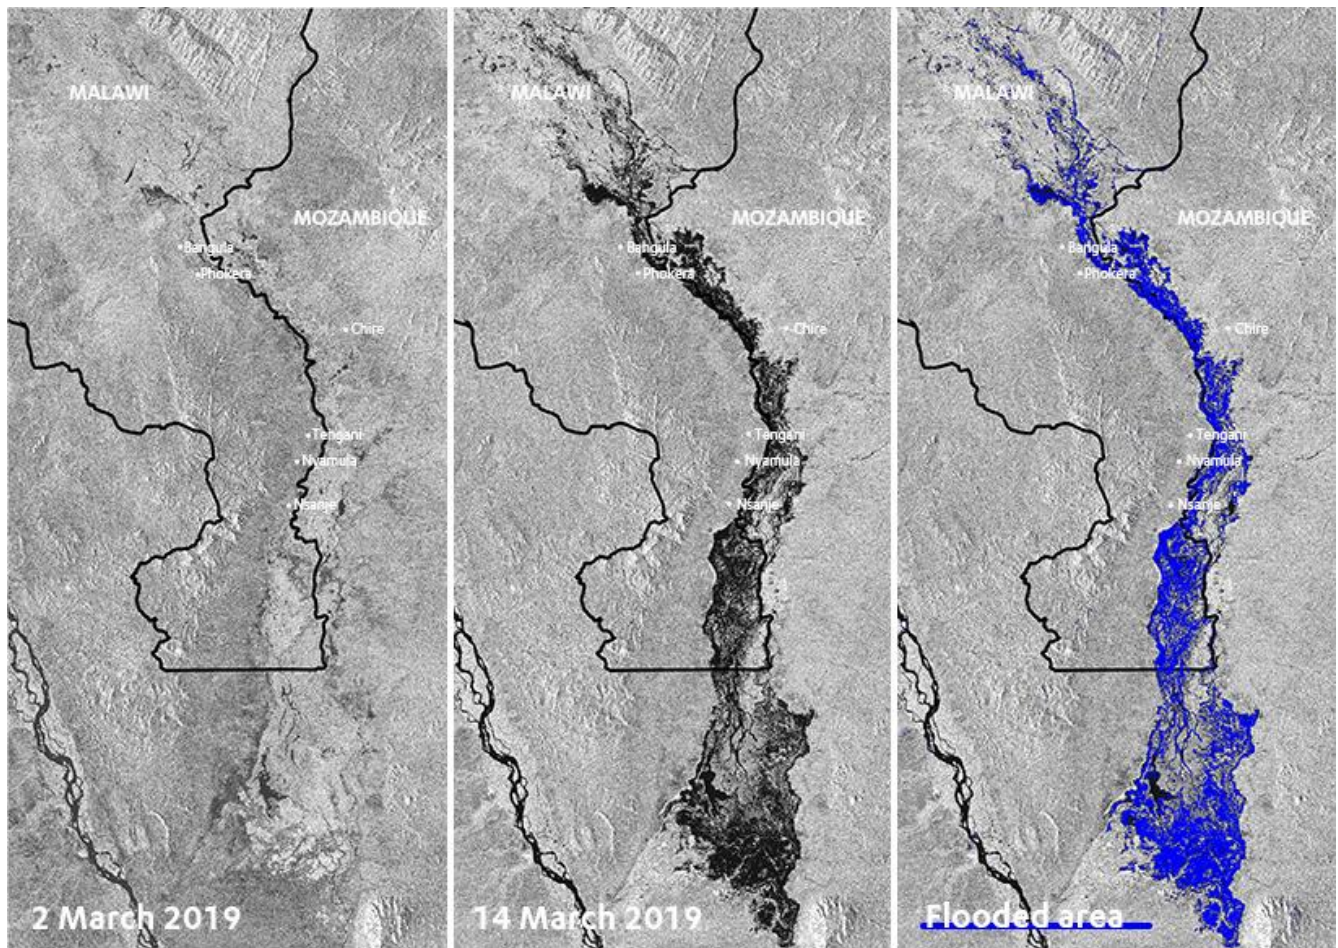 MALAWI
MOZAMBIQUE
Bangula
Phokera
Chire
Tengani
Nyamula
Nsanje
2 March 2019
MALAWI
MOZAMBIQUE
Bangula
Phokera
Chire
Tengani
Nyamula
Nsanje
14 March 2019
MALAWI
MOZAMBIQUE
Bangula
Phokera
Chire
Tengani
Nyamula
Nsanje
Flooded area